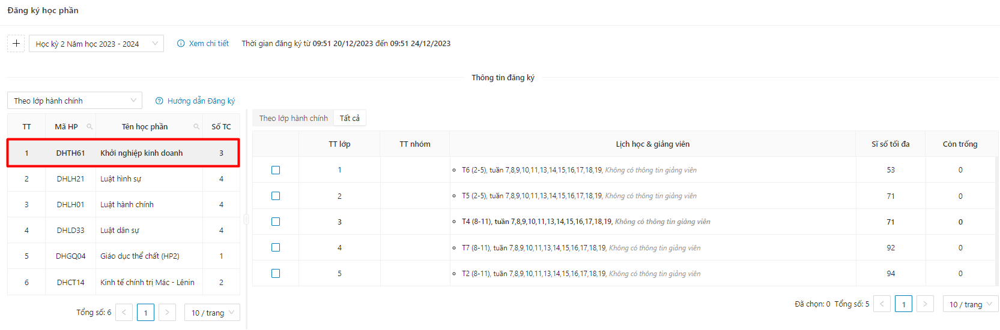 Đăng ký học phần
Học kỳ 2 Năm học 2023 - 2024 Xem chi tiết Thời gian đăng ký từ 09:51 20/12/2023 đến 09:51 24/12/2023
Thông tin đăng ký
Theo lớp hành chính Hướng dẫn Đăng ký
TT Mã HP Tên học phần Số TC
1 DHTH61 Khởi nghiệp kinh doanh 3
2 DHLH21 Luật hình sự 4
3 DHLH01 Luật hành chính 4
4 DHLD33 Luật dân sự 4
5 DHGQ04 Giáo dục thể chất (HP2) 1
6 DHCT14 Kinh tế chính trị Mác - Lênin 2
Tổng số: 6 < 1 > 10 / trang
Theo lớp hành chính Tất cả
TT lớp TT nhóm Lịch học & giảng viên Sĩ số tối đa Còn trống
1 T6 (2-5), tuần 7,8,9,10,11,13,14,15,16,17,18,19, Không có thông tin giảng viên 53 0
2 T5 (2-5), tuần 7,8,9,10,11,13,14,15,16,17,18,19, Không có thông tin giảng viên 71 0
3 T4 (8-11), tuần 7,8,9,10,11,13,14,15,16,17,18,19, Không có thông tin giảng viên 71 0
4 T7 (8-11), tuần 7,8,9,10,11,13,14,15,16,17,18,19, Không có thông tin giảng viên 92 0
5 T2 (8-11), tuần 7,8,9,10,11,13,14,15,16,17,18,19, Không có thông tin giảng viên 94 0
Đã chọn: 0 Tổng số: 5 < 1 > 10 / trang